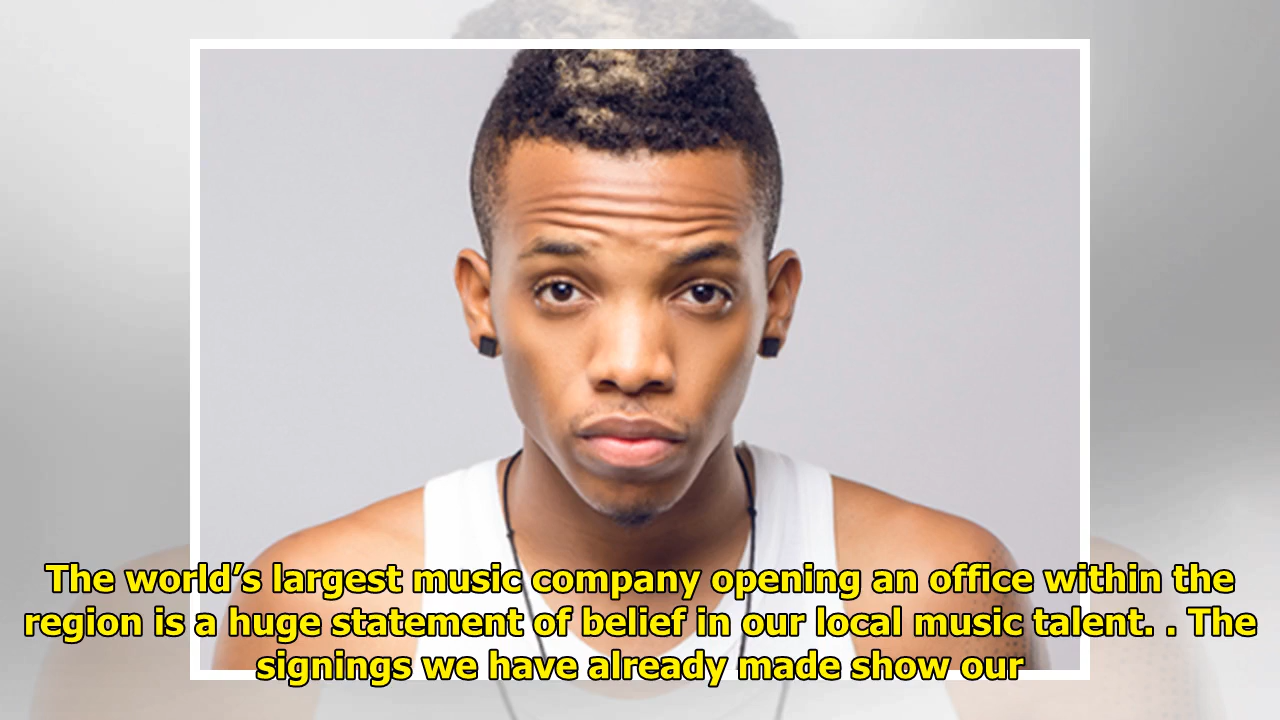 The world’s largest music company opening an office within the
region is a huge statement of belief in our local music talent. . The
signings we have already made show our